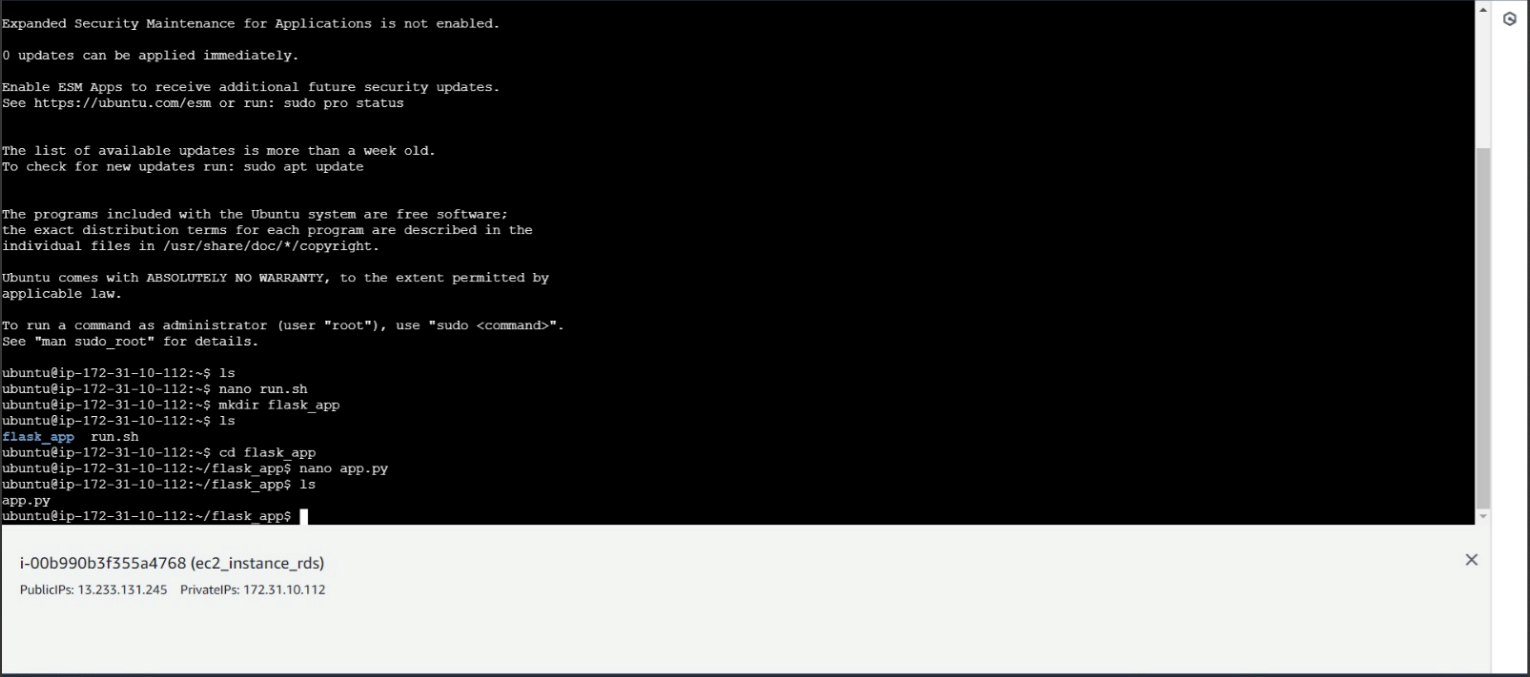 Expanded Security Maintenance for Applications is not enabled.
0 updates can be applied immediately.
Enable ESM Apps to receive additional future security updates.
See https://ubuntu.com/esm or run: sudo pro status
The list of available updates is more than a week old.
To check for new updates run: sudo apt update
The programs included with the Ubuntu system are free software;
the exact distribution terms for each program are described in the
individual files in /usr/share/doc/*/copyright.
Ubuntu comes with ABSOLUTELY NO WARRANTY, to the extent permitted by
applicable law.
To run a command as administrator (user "root"), use "sudo <command>".
See "man sudo_root" for details.
ubuntu@ip-172-31-10-112:~$ ls
ubuntu@ip-172-31-10-112:~$ nano run.sh
ubuntu@ip-172-31-10-112:~$ mkdir flask_app
ubuntu@ip-172-31-10-112:~$ ls
flask_app  run.sh
ubuntu@ip-172-31-10-112:~$ cd flask_app
ubuntu@ip-172-31-10-112:~/flask_app$ nano app.py
ubuntu@ip-172-31-10-112:~/flask_app$ ls
app.py
ubuntu@ip-172-31-10-112:~/flask_app$
i-00b990b3f355a4768 (ec2_instance_rds)
PublicIPs: 13.233.131.245 PrivateIPs: 172.31.10.112